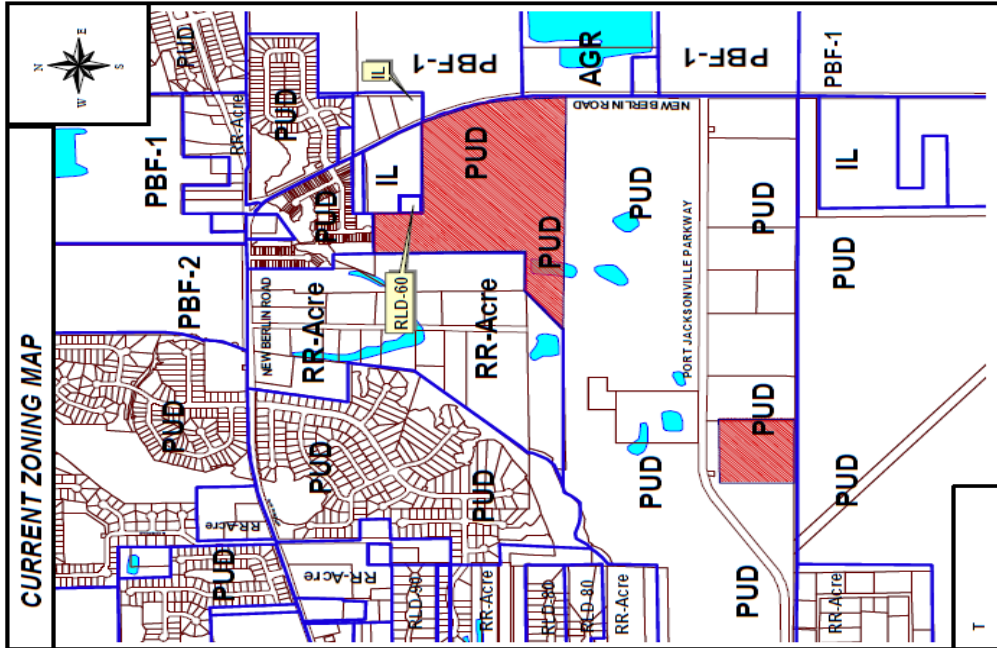 CURRENT ZONING MAP
N
E
S
W
PUD
PBF-1
RR-Acre
PUD
IL
PBF-1
AGR
PBF-1
PBF-1
NEW BERLIN ROAD
PBF-2
PUD
IL
PUD
PUD
PUD
IL
RLD-60
NEW BERLIN ROAD
RR-Acre
RR-Acre
PORT JACKSONVILLE PARKWAY
PUD
PUD
PUD
PUD
PUD
RR-Acre
PUD
PUD
PUD
PUD
RR-Acre
RLD-90
RR-Acre
RLD-80
RLD-80
RR-Acre
PUD
RR-Acre
T